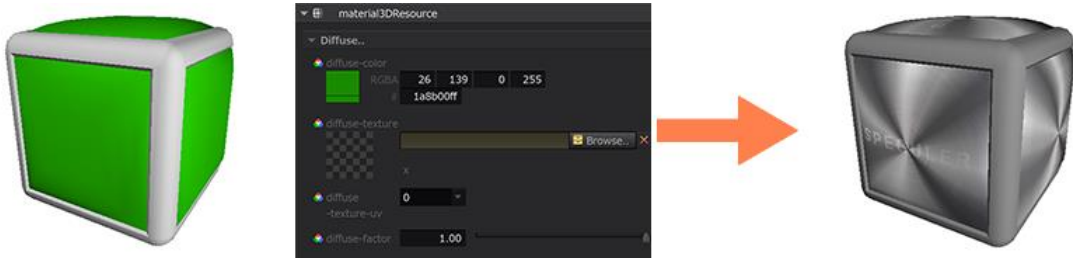 material3DResource
Diffuse..
diffuse-color
RGBA 26 139 0 255
# 1a8b00ff
diffuse-texture
Browse..
x
diffuse 0
-texture-uv
diffuse-factor 1.00